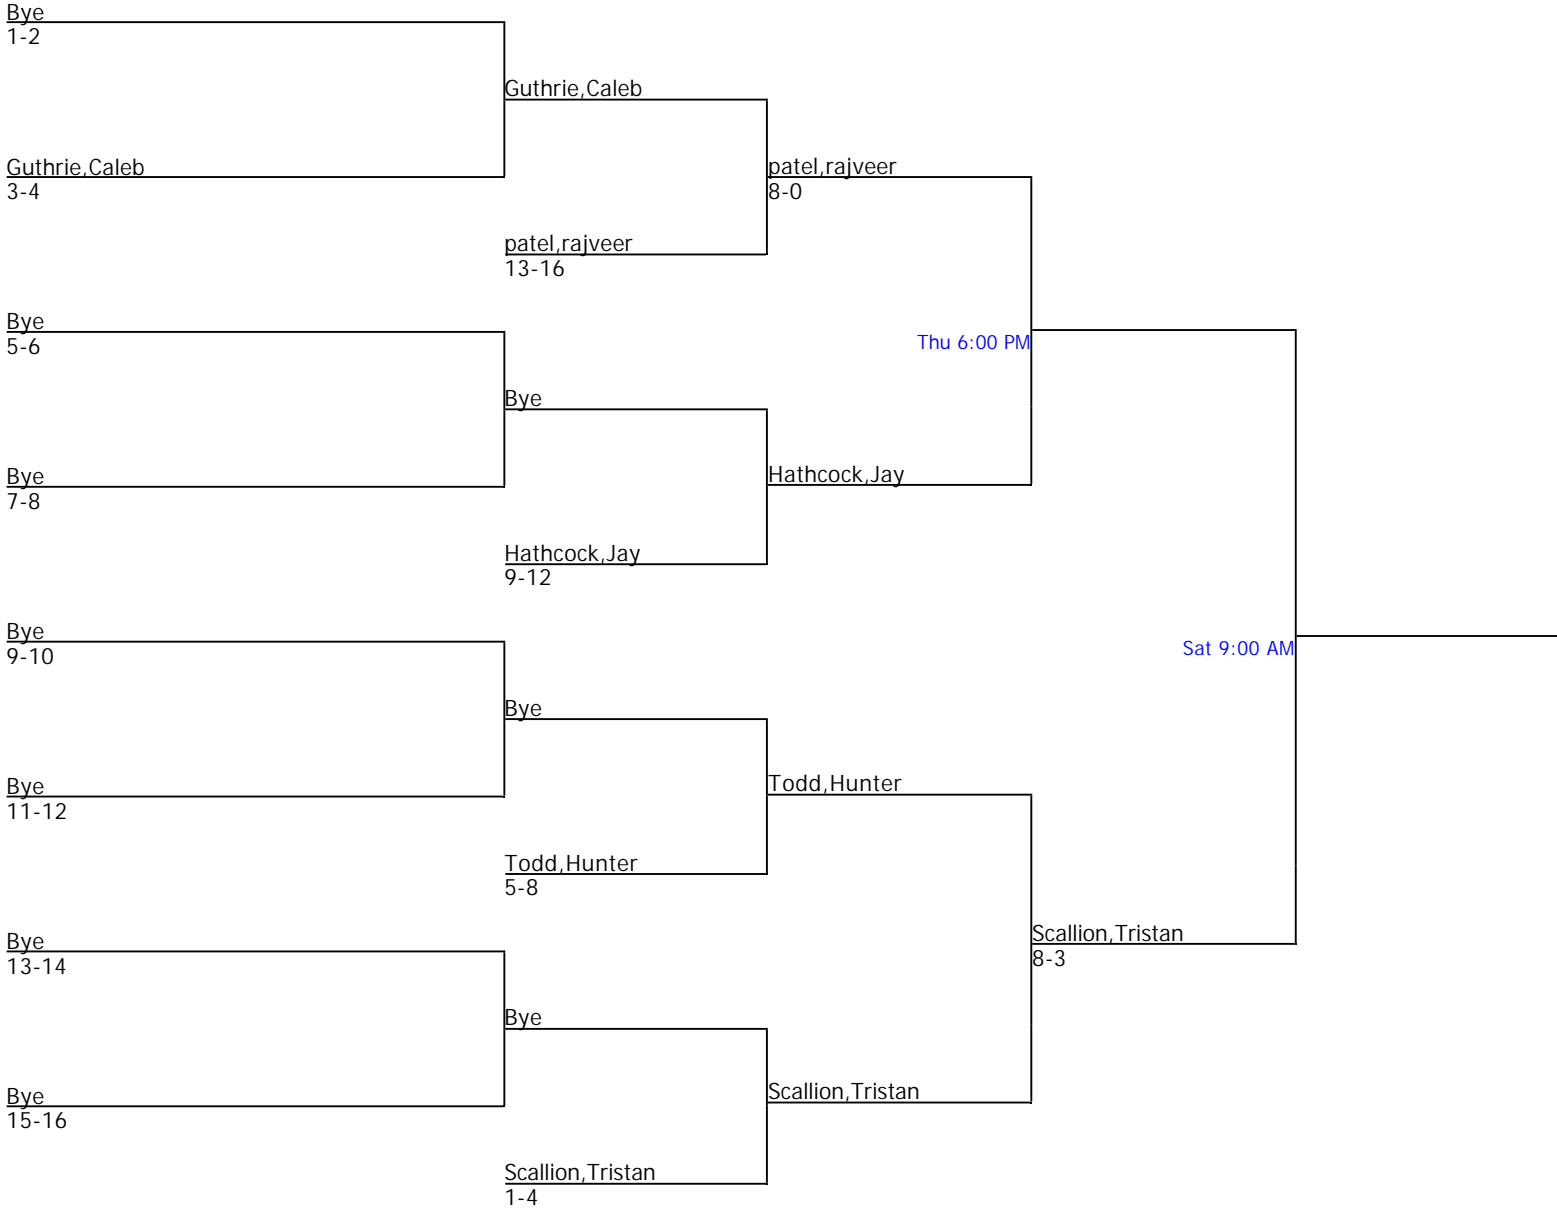 Bye
1-2
Guthrie,Caleb
Guthrie,Caleb
3-4
patel,rajveer
8-0
patel,rajveer
13-16
Bye
5-6
Thu 6:00 PM
Bye
Bye
7-8
Hathcock,Jay
Hathcock,Jay
9-12
Bye
9-10
Sat 9:00 AM
Bye
Bye
11-12
Todd,Hunter
Todd,Hunter
5-8
Bye
13-14
Scallion,Tristan
8-3
Bye
Bye
15-16
Scallion,Tristan
Scallion,Tristan
1-4